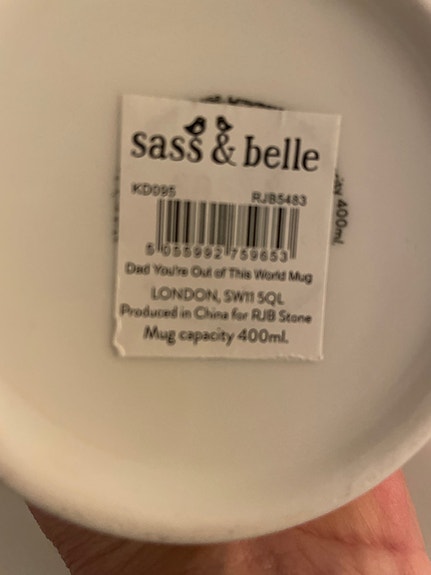 sass & belle
KD095 RJB5483
5 055992 759653
Dad You're Out of This World Mug
LONDON, SW11 5QL
Produced in China for RJB Stone
Mug capacity 400ml.
400ml